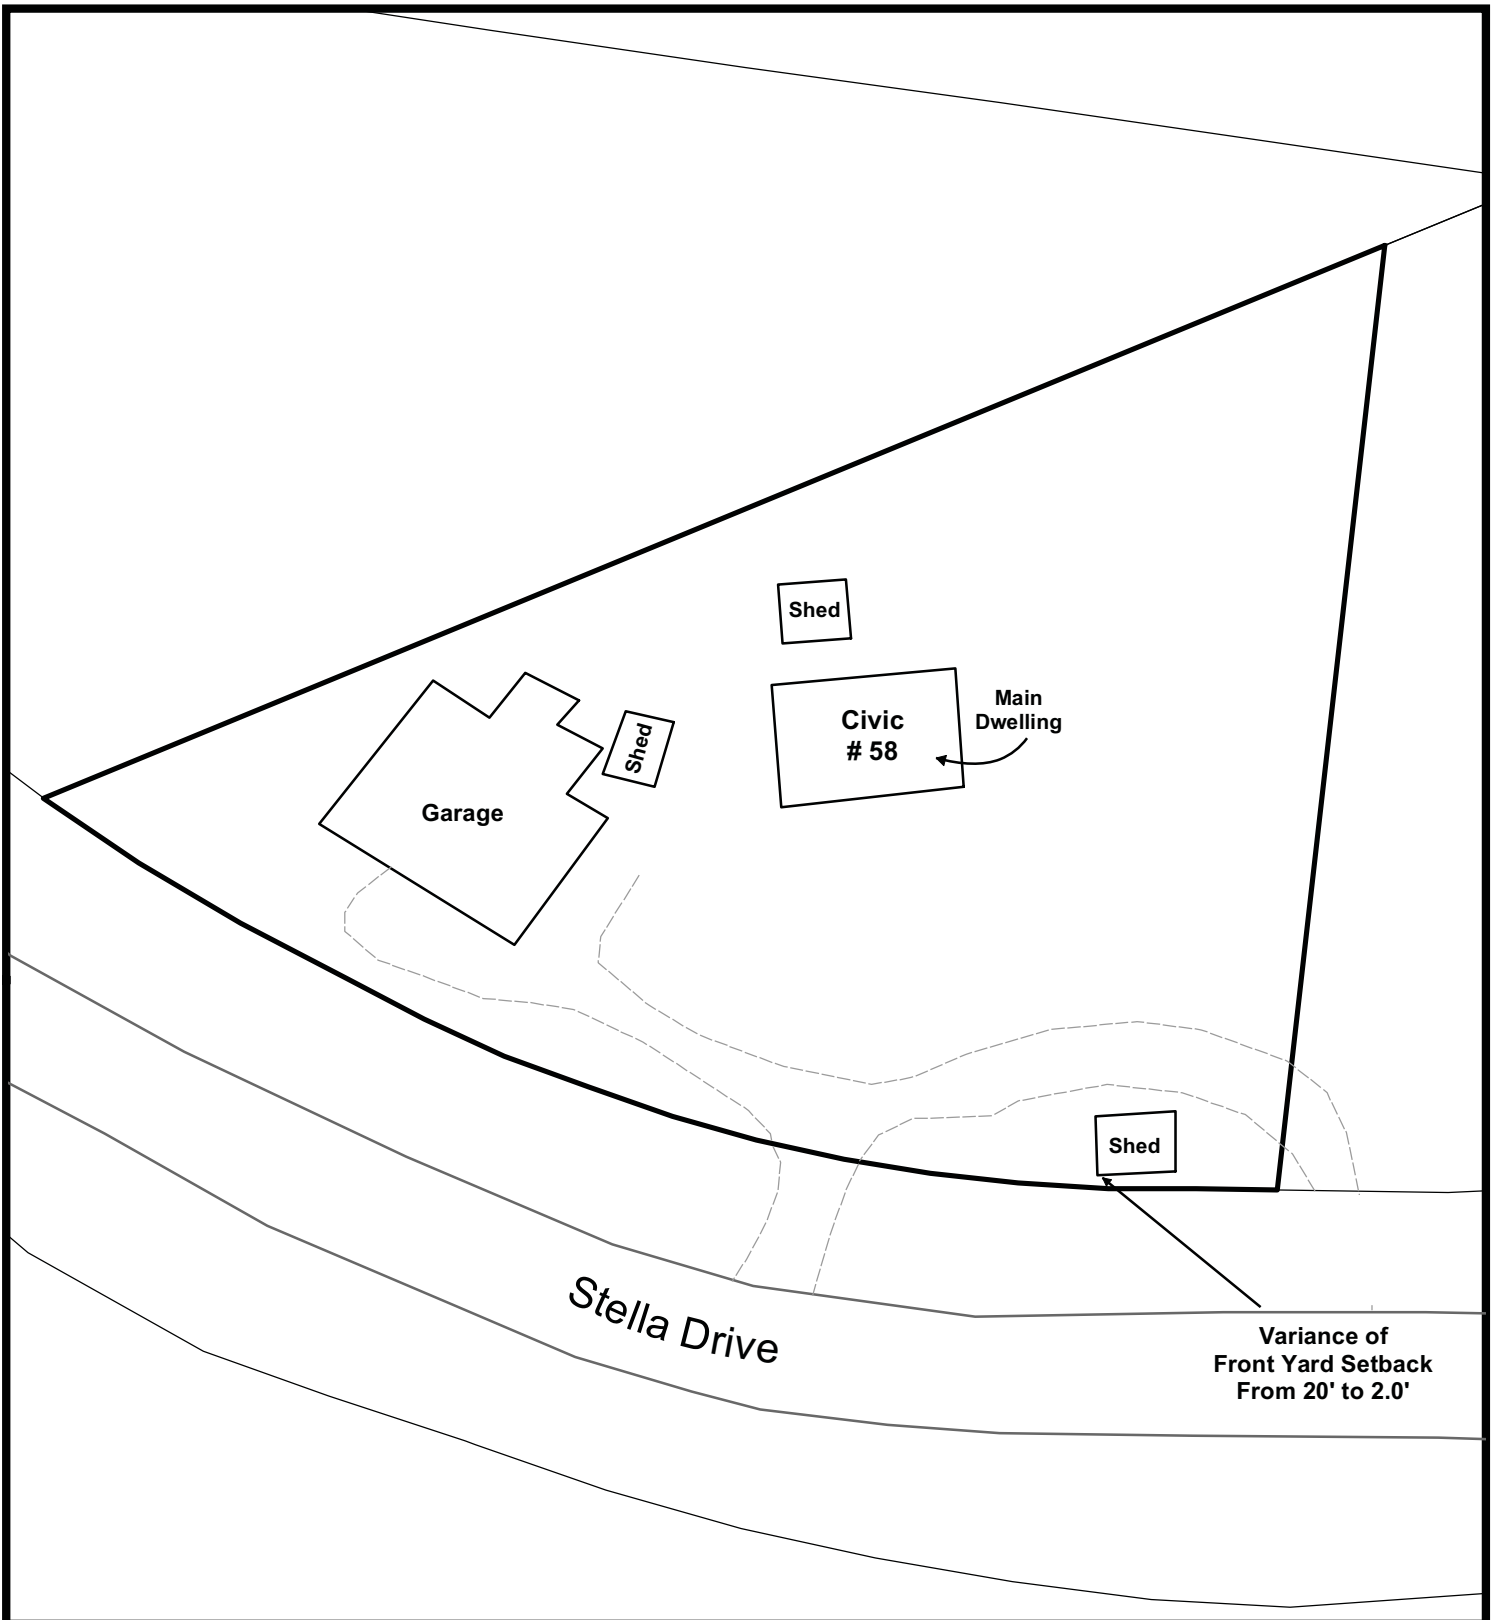 Shed
Main
Dwelling
Civic
# 58
Shed
Garage
Shed
Stella Drive
Variance of
Front Yard Setback
From 20' to 2.0'